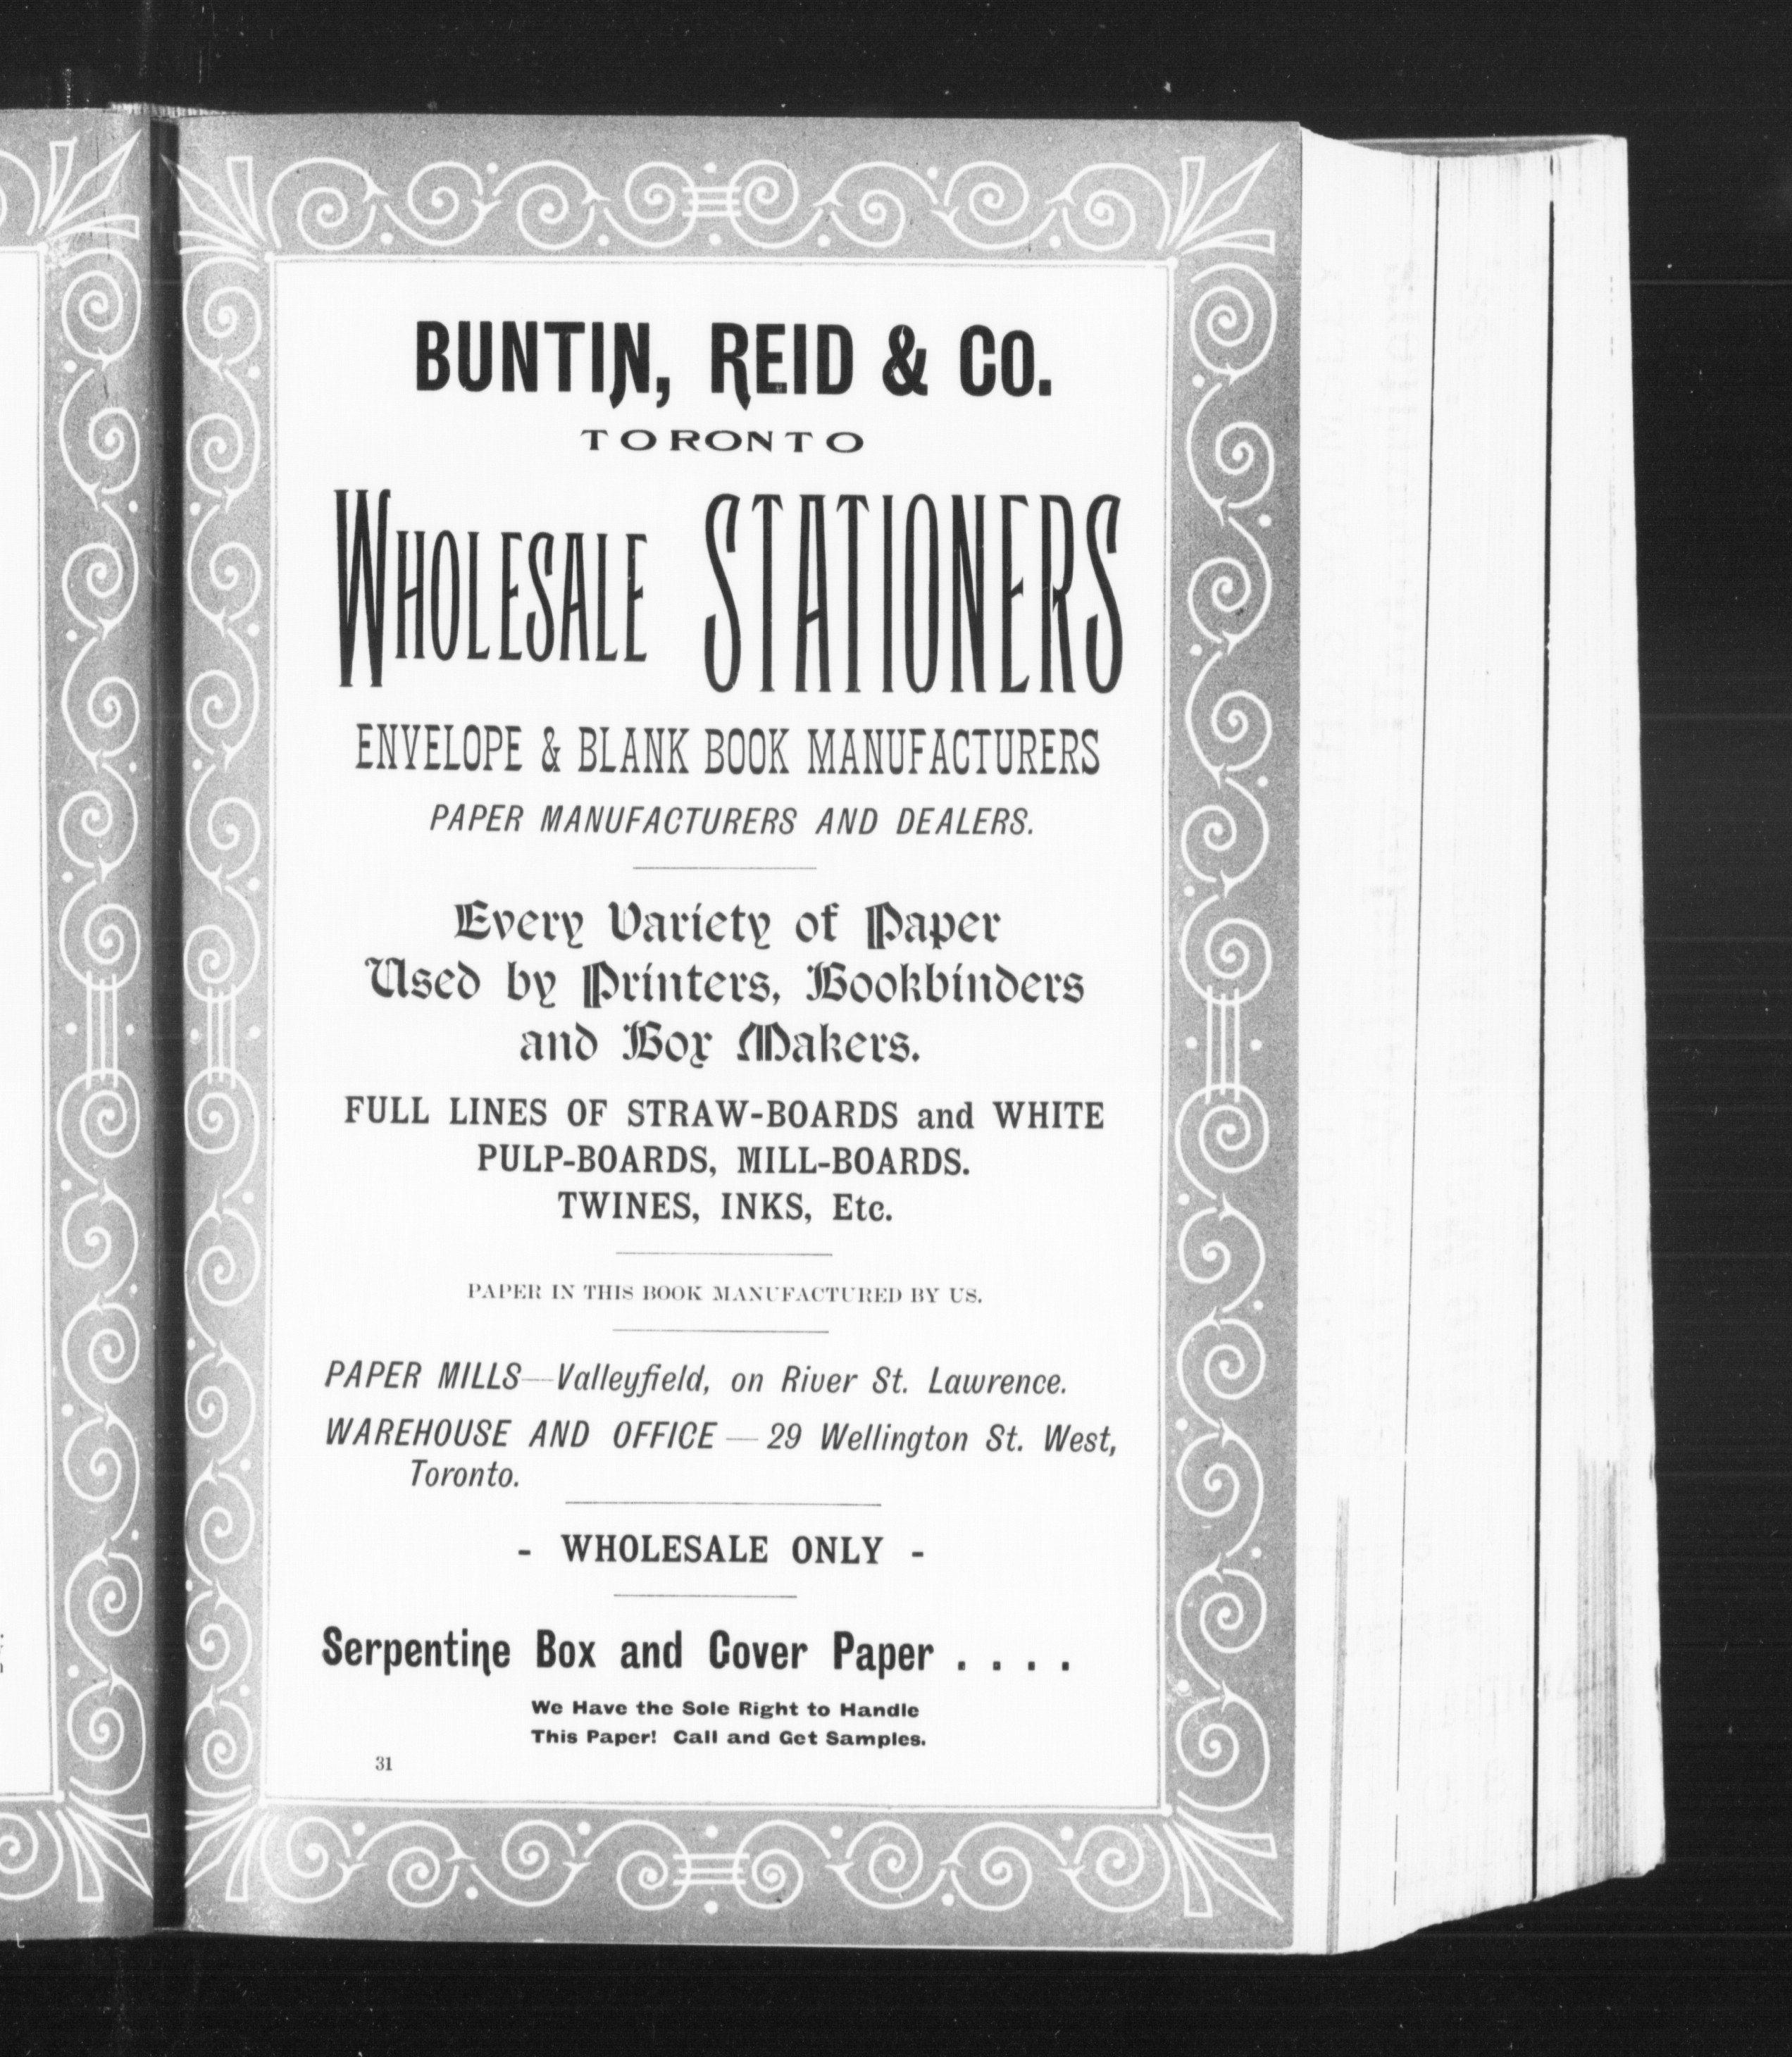 BUNTIN, REID & CO.
TORONTO
WHOLESALE STATIONERS
ENVELOPE & BLANK BOOK MANUFACTURERS
PAPER MANUFACTURERS AND DEALERS.
Every Variety of Paper
Used by Printers, Bookbinders
and Box Makers.
FULL LINES OF STRAW-BOARDS and WHITE
PULP-BOARDS, MILL-BOARDS.
TWINES, INKS, Etc.
PAPER IN THIS BOOK MANUFACTURED BY US.
PAPER MILLS—Valleyfield, on River St. Lawrence.
WAREHOUSE AND OFFICE — 29 Wellington St. West,
Toronto.
- WHOLESALE ONLY -
Serpentine Box and Cover Paper . . . .
We Have the Sole Right to Handle
This Paper! Call and Get Samples.
31